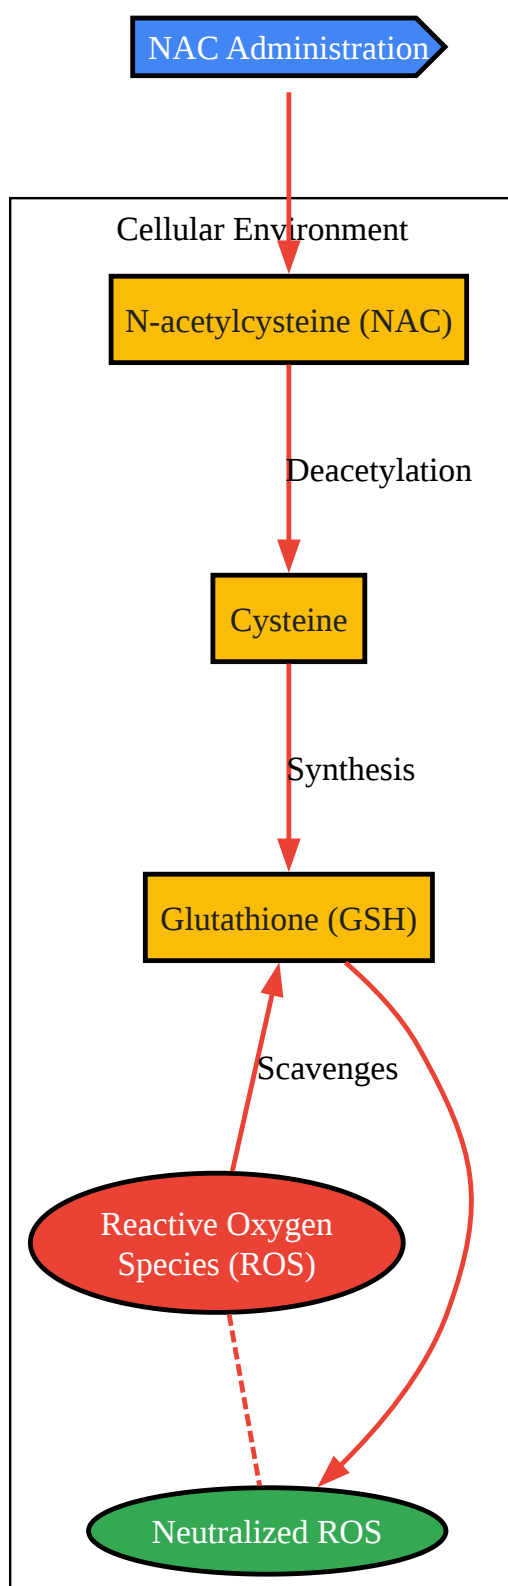 NAC Administration
Cellular Environment
N-acetylcysteine (NAC)
Deacetylation
Cysteine
Synthesis
Glutathione (GSH)
Scavenges
Reactive Oxygen
Species (ROS)
Neutralized ROS